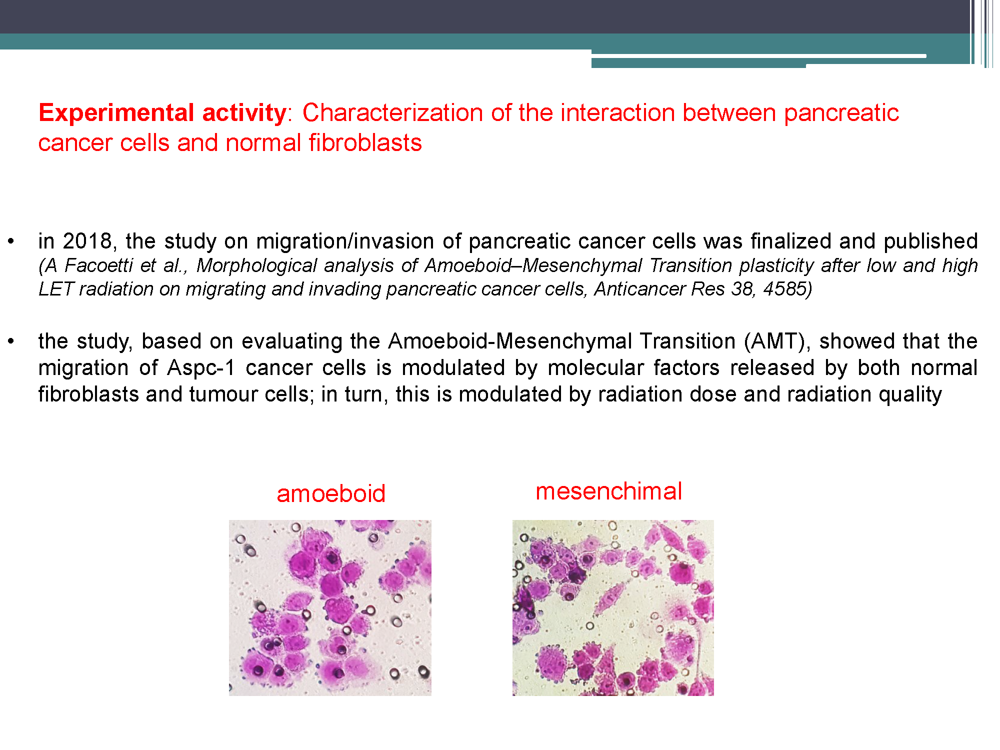 Experimental activity: Characterization of the interaction between pancreatic
cancer cells and normal fibroblasts
• in 2018, the study on migration/invasion of pancreatic cancer cells was finalized and published
(A Facoetti et al., Morphological analysis of Amoeboid–Mesenchymal Transition plasticity after low and high
LET radiation on migrating and invading pancreatic cancer cells, Anticancer Res 38, 4585)
• the study, based on evaluating the Amoeboid-Mesenchymal Transition (AMT), showed that the
migration of Aspc-1 cancer cells is modulated by molecular factors released by both normal
fibroblasts and tumour cells; in turn, this is modulated by radiation dose and radiation quality
amoeboid
mesenchimal